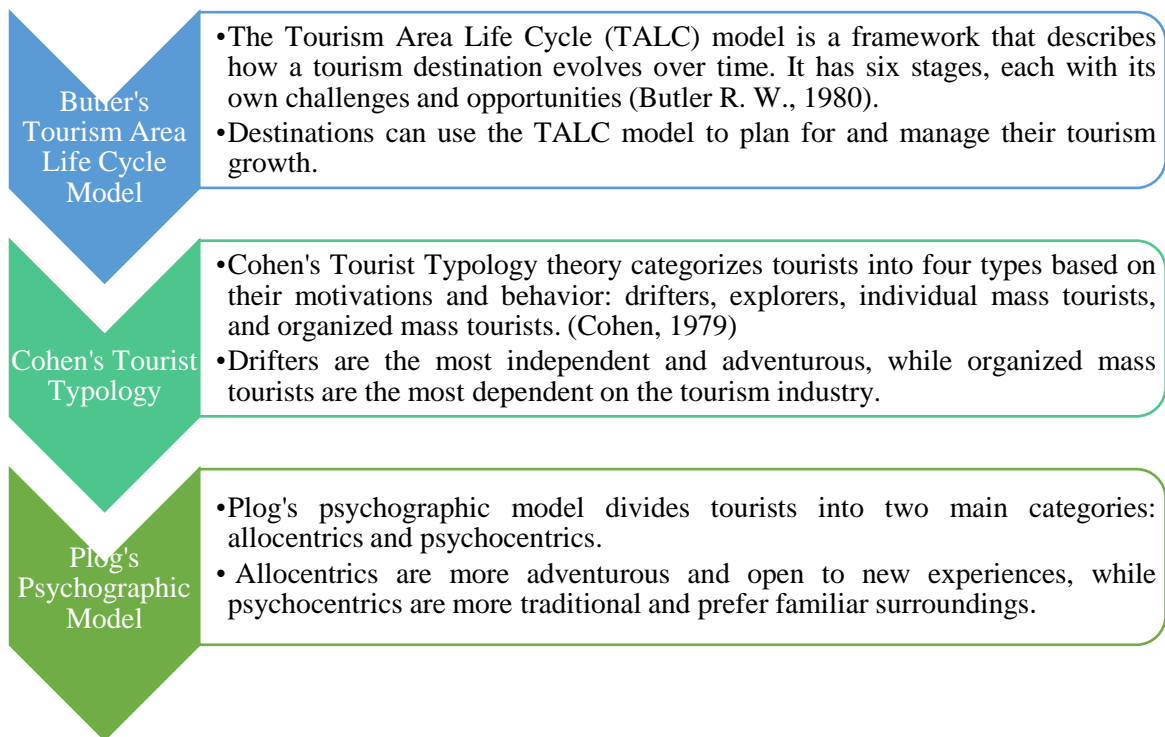 Butler's
Tourism Area
Life Cycle
Model
•The Tourism Area Life Cycle (TALC) model is a framework that describes
how a tourism destination evolves over time. It has six stages, each with its
own challenges and opportunities (Butler R. W., 1980).
•Destinations can use the TALC model to plan for and manage their tourism
growth.
Cohen's Tourist
Typology
•Cohen's Tourist Typology theory categorizes tourists into four types based on
their motivations and behavior: drifters, explorers, individual mass tourists,
and organized mass tourists. (Cohen, 1979)
•Drifters are the most independent and adventurous, while organized mass
tourists are the most dependent on the tourism industry.
Plog's
Psychographic
Model
•Plog's psychographic model divides tourists into two main categories:
allocentrics and psychocentrics.
• Allocentrics are more adventurous and open to new experiences, while
psychocentrics are more traditional and prefer familiar surroundings.